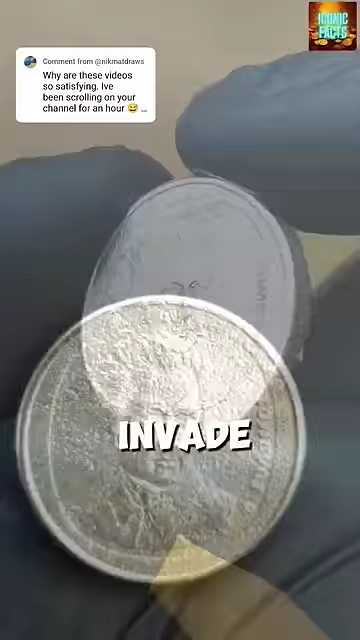 ICONIC
FACTS
Comment from @nikmatdraws
Why are these videos
so satisfying. Ive
been scrolling on your
channel for an hour 😅 ...
INVADE